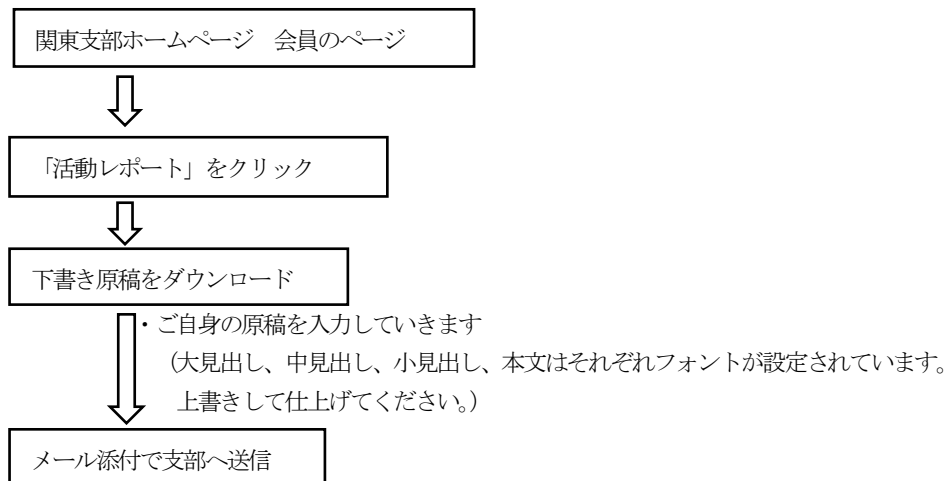 関東支部ホームページ　会員のページ
「活動レポート」をクリック
下書き原稿をダウンロード
・ご自身の原稿を入力していきます
（大見出し、中見出し、小見出し、本文はそれぞれフォントが設定されています。
上書きして仕上げてください。）
メール添付で支部へ送信